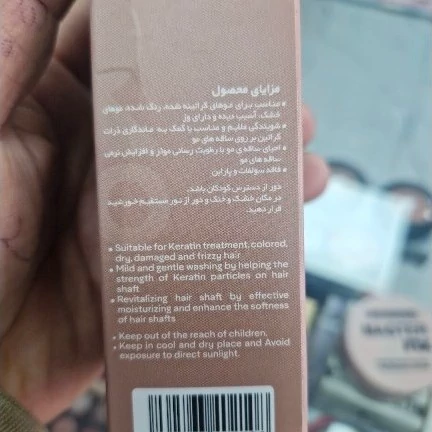 مزایای محصول
• مناسب برای موهای کراتینه شده، رنگ شده، موهای
خشک، آسیب دیده و دارای وز
• شویندگی ملایم و مناسب با کمک به ماندگاری ذرات
کراتین بر روی ساقه های مو
• احیای ساقه ی مو با رطوبت رسانی موثر و افزایش نرمی
ساقه های مو
• فاقد سولفات و پارابن
دور از دسترس کودکان باشد.
در مکان خشک و خنک و دور از نور مستقیم خورشید
قرار دهید.
• Suitable for Keratin treatment, colored,
dry, damaged and frizzy hair
• Mild and gentle washing by helping the
strength of Keratin particles on hair
shaft
• Revitalizing hair shaft by effective
moisturizing and enhance the softness
of hair shafts
• Keep out of the reach of children.
• Keep in cool and dry place and Avoid
exposure to direct sunlight.